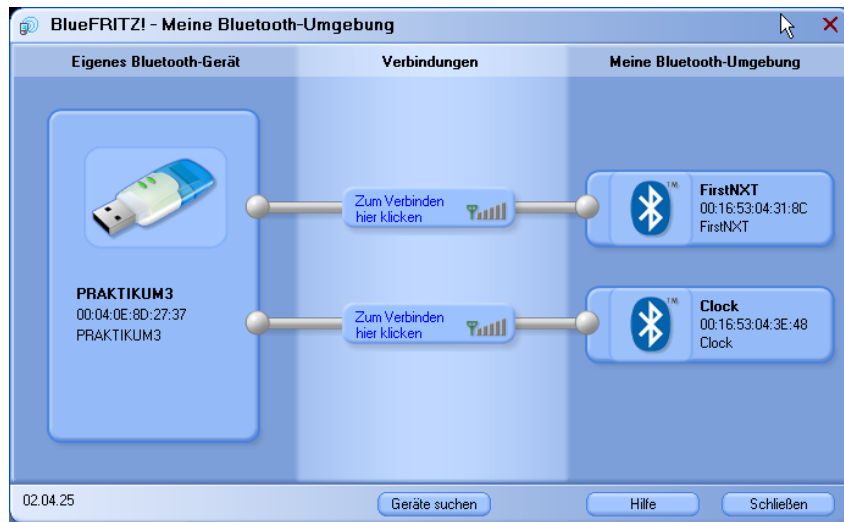 BlueFRITZ! - Meine Bluetooth-Umgebung
Eigenes Bluetooth-Gerät
Verbindungen
Meine Bluetooth-Umgebung
PRAKTIKUM3
00:04:0E:8D:27:37
PRAKTIKUM3
Zum Verbinden
hier klicken
TM
FirstNXT
00:16:53:04:31:8C
FirstNXT
Zum Verbinden
hier klicken
TM
Clock
00:16:53:04:3E:48
Clock
02.04.25
Geräte suchen
Hilfe
Schließen